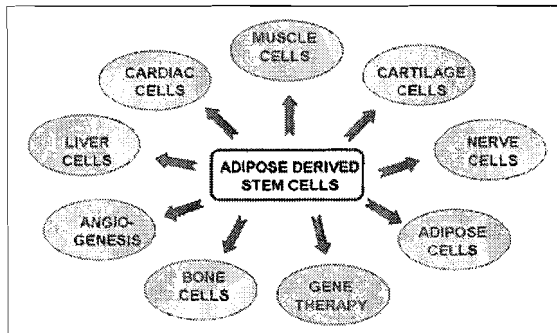 MUSCLE
CELLS
CARDIAC
CELLS
CARTILAGE
CELLS
LIVER
CELLS
ADIPOSE DERIVED
STEM CELLS
NERVE
CELLS
ANGIO-
GENESIS
ADIPOSE
CELLS
BONE
CELLS
GENE
THERAPY